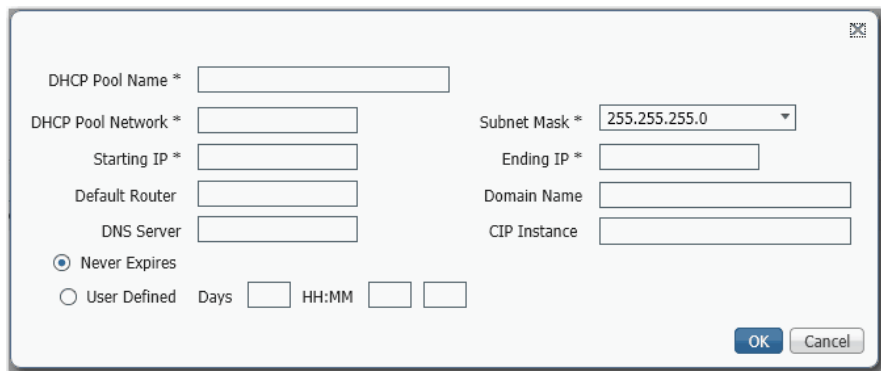 DHCP Pool Name *
DHCP Pool Network *
Subnet Mask * 255.255.255.0
Starting IP *
Ending IP *
Default Router
Domain Name
DNS Server
CIP Instance
Never Expires
User Defined Days HH:MM
OK Cancel